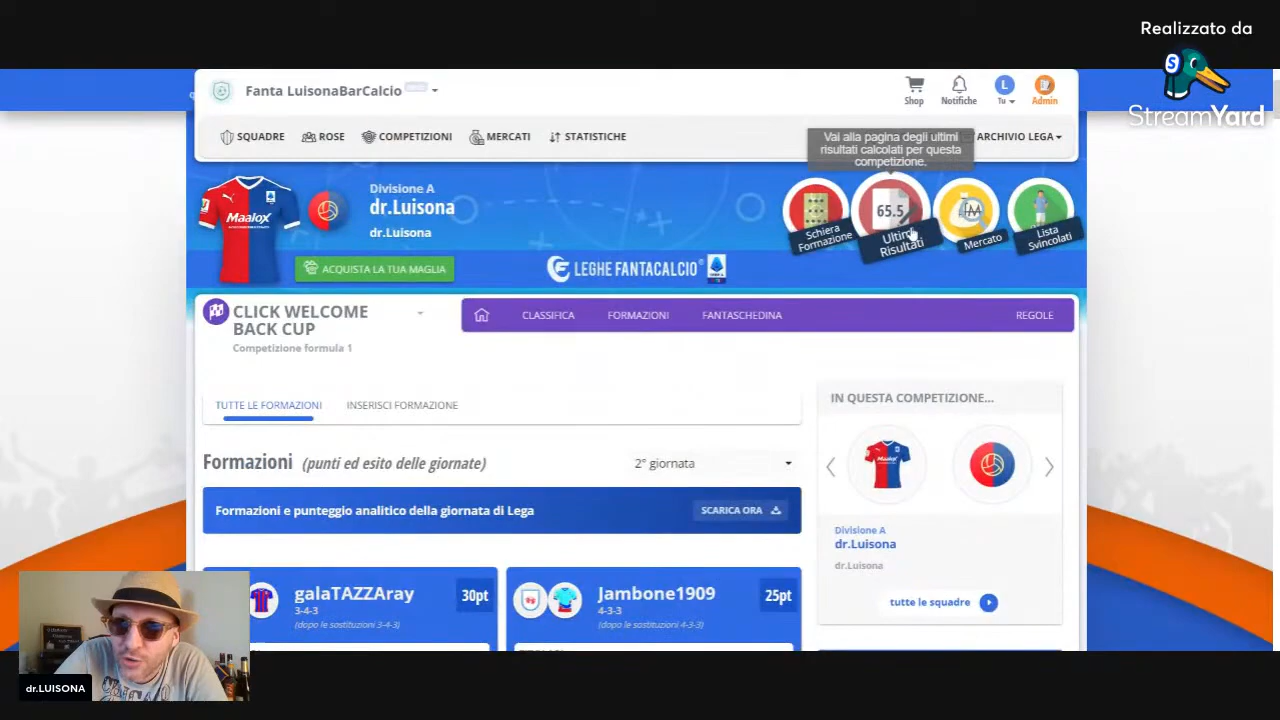 Realizzato da
StreamYard
Fanta LuisonaBarCalcio
Shop
Notifiche
L
Tu
Admin
SQUADRE
ROSE
COMPETIZIONI
MERCATI
STATISTICHE
ARCHIVIO LEGA
Vai alla pagina degli ultimi
risultati calcolati per questa
competizione.
Divisione A
dr.Luisona
dr.Luisona
Maalox
ACQUISTA LA TUA MAGLIA
LEGHE FANTACALCIO®
Schiera
Formazione
65.5
Ultimi
Risultati
Mercato
Lista
Svincolati
CLICK WELCOME
BACK CUP
Competizione formula 1
CLASSIFICA
FORMAZIONI
FANTASCHEDINA
REGOLE
TUTTE LE FORMAZIONI
INSERISCI FORMAZIONE
Formazioni (punti ed esito delle giornate)
2° giornata
Formazioni e punteggio analitico della giornata di Lega
SCARICA ORA
galaTAZZAray
3-4-3
(dopo le sostituzioni 3-4-3)
30pt
Jambone1909
4-3-3
(dopo le sostituzioni 4-3-3)
25pt
IN QUESTA COMPETIZIONE...
Maalox
Divisione A
dr.Luisona
dr.Luisona
tutte le squadre
dr.LUISONA